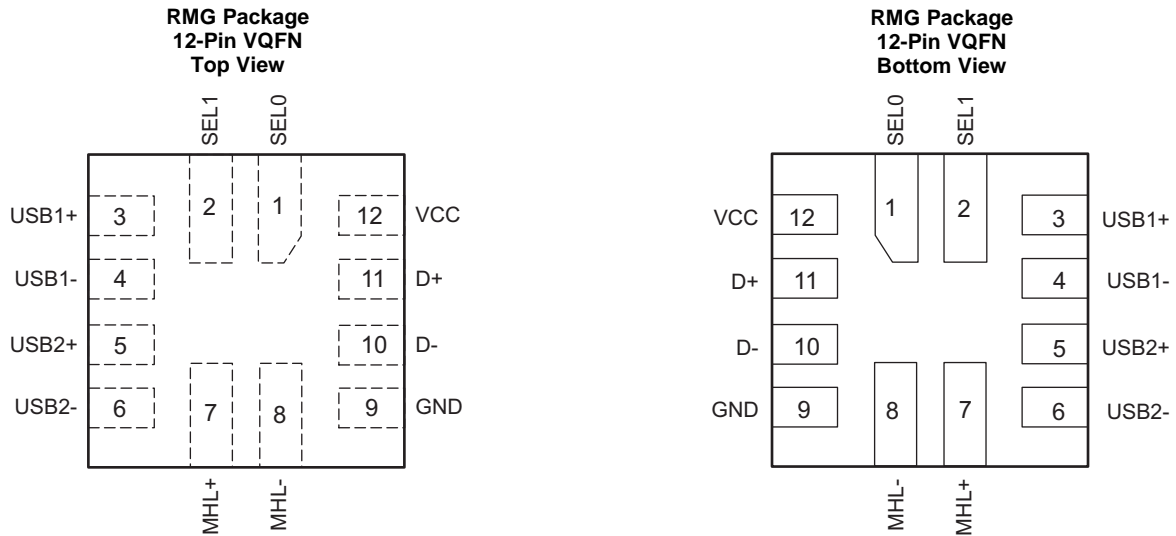 RMG Package
12-Pin VQFN
Top View
SEL1
SEL0
2
1
USB1+
3
12
VCC
USB1-
4
11
D+
USB2+
5
10
D-
USB2-
6
7
8
9
GND
MHL+
MHL-
RMG Package
12-Pin VQFN
Bottom View
SEL0
SEL1
VCC
12
1
2
3
USB1+
D+
11
4
USB1-
D-
10
5
USB2+
GND
9
8
7
6
USB2-
MHL-
MHL+